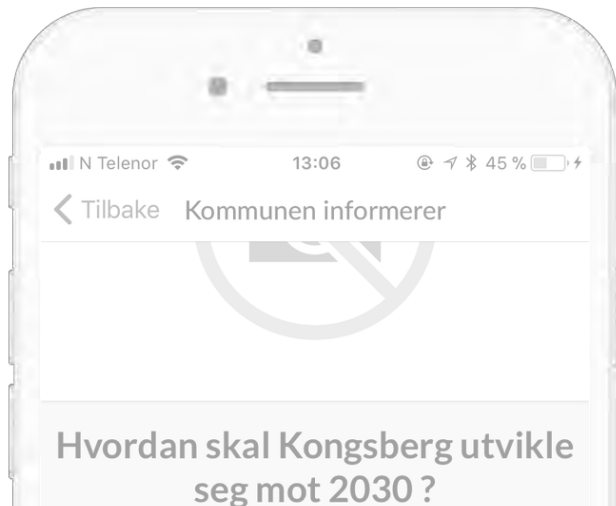 N Telenor 13:06 45 %
Tilbake Kommunen informerer
Hvordan skal Kongsberg utvikle
seg mot 2030 ?